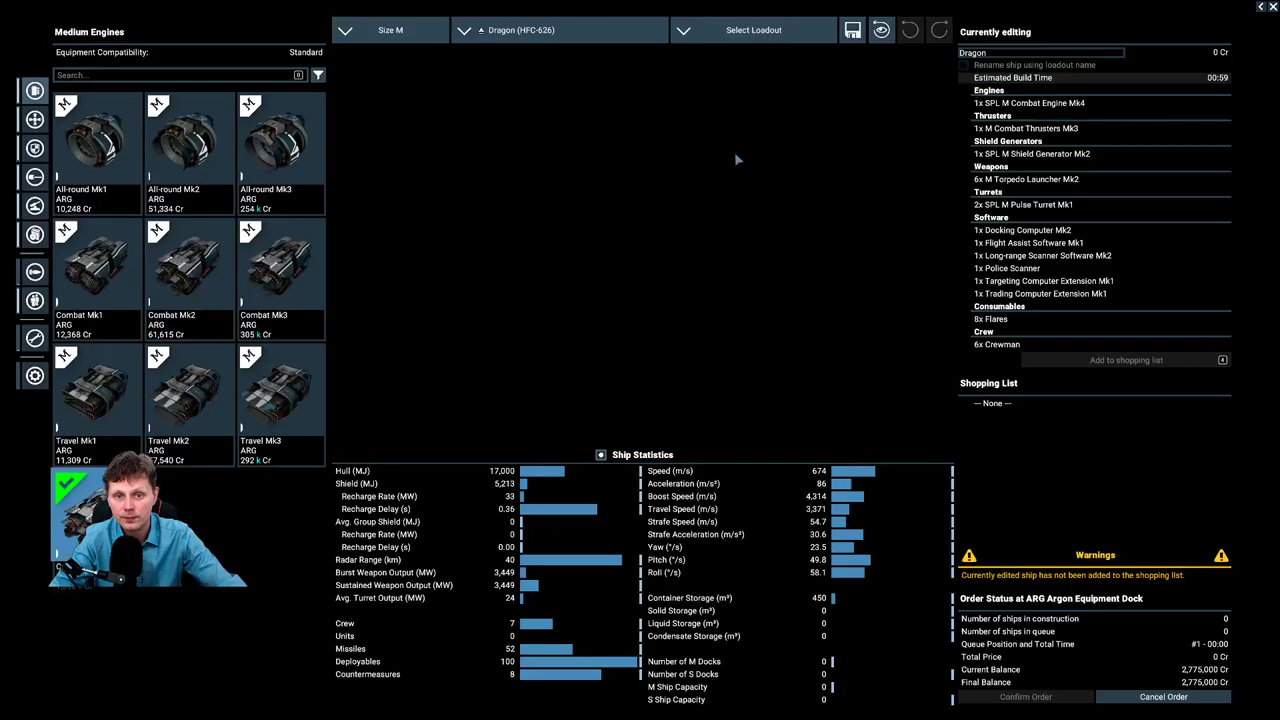 Medium Engines
Equipment Compatibility: Standard
Search... 0
All-round Mk1
ARG
10,248 Cr
All-round Mk2
ARG
51,334 Cr
All-round Mk3
ARG
254 k Cr
Combat Mk1
ARG
12,368 Cr
Combat Mk2
ARG
61,615 Cr
Combat Mk3
ARG
305 k Cr
Travel Mk1
ARG
11,309 Cr
Travel Mk2
ARG
57,540 Cr
Travel Mk3
ARG
292 k Cr
Size M
Dragon (HFC-626)
Select Loadout
Ship Statistics
Hull (MJ) 17,000
Shield (MJ) 5,213
Recharge Rate (MW) 33
Recharge Delay (s) 0.36
Avg. Group Shield (MJ) 0
Recharge Rate (MW) 0
Recharge Delay (s) 0.00
Radar Range (km) 40
Burst Weapon Output (MW) 3,449
Sustained Weapon Output (MW) 3,449
Avg. Turret Output (MW) 24
Crew 7
Units 0
Missiles 52
Deployables 100
Countermeasures 8
Speed (m/s) 674
Acceleration (m/s²) 86
Boost Speed (m/s) 4,314
Travel Speed (m/s) 3,371
Strafe Speed (m/s) 54.7
Strafe Acceleration (m/s²) 30.6
Yaw (°/s) 23.5
Pitch (°/s) 49.8
Roll (°/s) 58.1
Container Storage (m³) 450
Solid Storage (m³) 0
Liquid Storage (m³) 0
Condensate Storage (m³) 0
Number of M Docks 0
Number of S Docks 0
M Ship Capacity 0
S Ship Capacity 0
Currently editing
Dragon 0 Cr
Rename ship using loadout name
Estimated Build Time 00:59
Engines
1x SPL M Combat Engine Mk4
Thrusters
1x M Combat Thrusters Mk3
Shield Generators
1x SPL M Shield Generator Mk2
Weapons
6x M Torpedo Launcher Mk2
Turrets
2x SPL M Pulse Turret Mk1
Software
1x Docking Computer Mk2
1x Flight Assist Software Mk1
1x Long-range Scanner Software Mk2
1x Police Scanner
1x Targeting Computer Extension Mk1
1x Trading Computer Extension Mk1
Consumables
8x Flares
Crew
6x Crewman
Add to shopping list 4
Shopping List
— None —
Warnings
Currently edited ship has not been added to the shopping list.
Order Status at ARG Argon Equipment Dock
Number of ships in construction 0
Number of ships in queue 0
Queue Position and Total Time #1 - 00:00
Total Price 0 Cr
Current Balance 2,775,000 Cr
Final Balance 2,775,000 Cr
Confirm Order
Cancel Order